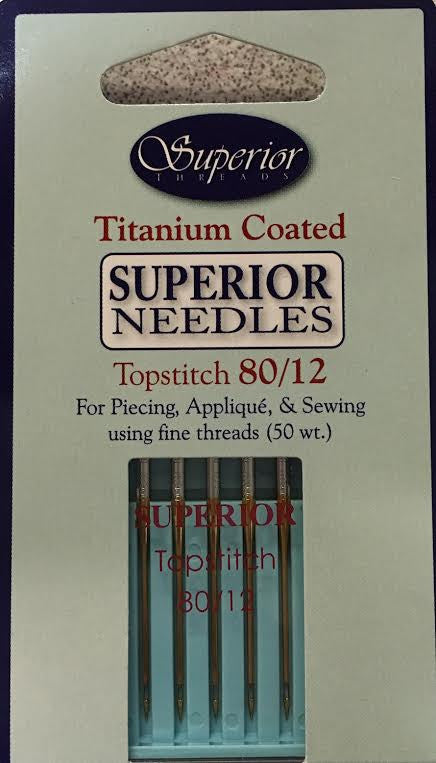 Superior
THREADS
Titanium Coated
SUPERIOR
NEEDLES
Topstitch 80/12
For Piecing, Appliqué, & Sewing
using fine threads (50 wt.)
SUPERIOR
Topstitch
80/12